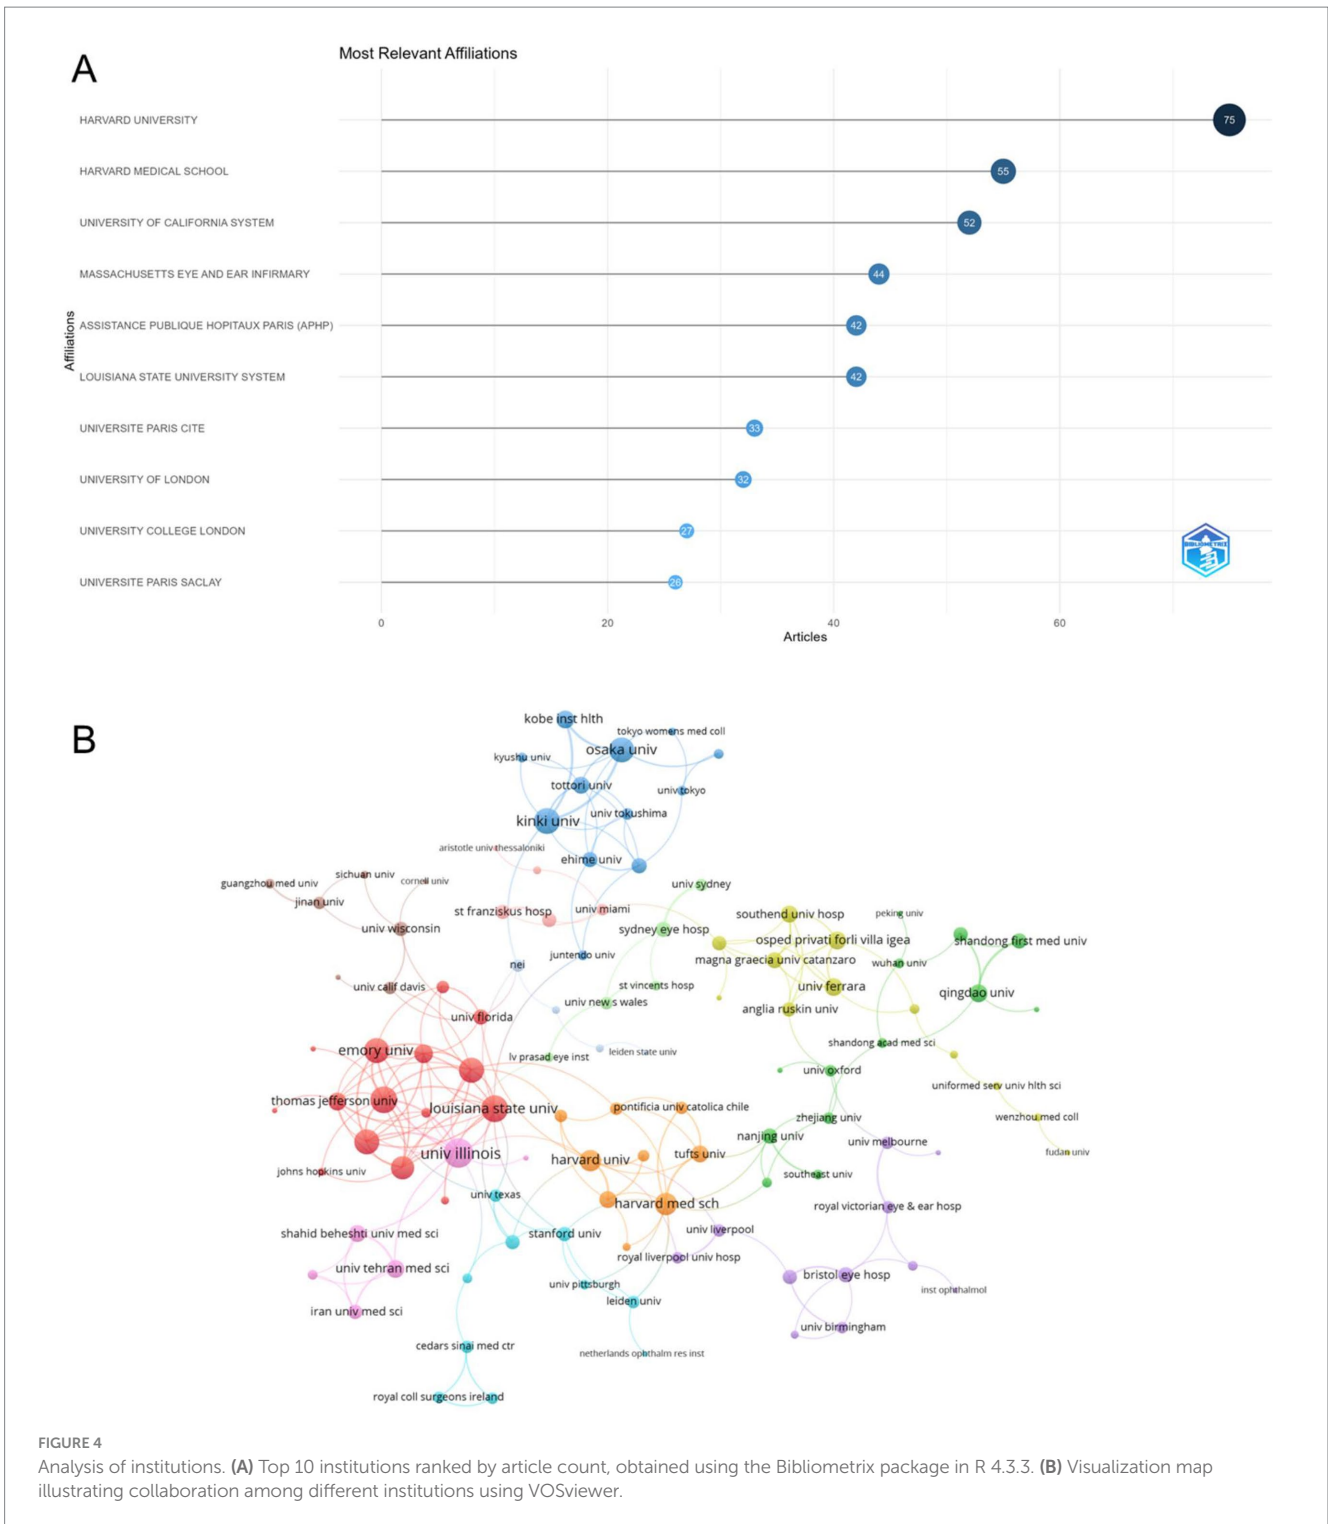 A
Most Relevant Affiliations
HARVARD UNIVERSITY
75
HARVARD MEDICAL SCHOOL
55
UNIVERSITY OF CALIFORNIA SYSTEM
52
MASSACHUSETTS EYE AND EAR INFIRMARY
44
ASSISTANCE PUBLIQUE HOPITAUX PARIS (APHP)
42
Affiliations
LOUISIANA STATE UNIVERSITY SYSTEM
42
UNIVERSITE PARIS CITE
33
UNIVERSITY OF LONDON
32
UNIVERSITY COLLEGE LONDON
27
BIBLIOMETRIX
UNIVERSITE PARIS SACLAY
26
0 20 40 60
Articles
B
kobe inst hlth
tokyo womens med coll
osaka univ
kyushu univ
tottori univ
univ tokyo
univ tokushima
kinki univ
aristotle univ thessaloniki
ehime univ
sichuan univ
cornell univ
guangzhou med univ
univ sydney
jinan univ
st franziskus hosp
univ miami
southend univ hosp
peking univ
univ wisconsin
sydney eye hosp
osped privati forli villa igea
shandong first med univ
juntendo univ
magna graecia univ catanzaro
wuhan univ
nei
univ calif davis
st vincents hosp
univ ferrara
qingdao univ
univ new s wales
anglia ruskin univ
univ florida
shandong acad med sci
emory univ
lv prasad eye inst
leiden state univ
univ oxford
uniformed serv univ hlth sci
thomas jefferson univ
louisiana state univ
pontificia univ catolica chile
zhejiang univ
wenzhou med coll
nanjing univ
univ melbourne
univ illinois
harvard univ
tufts univ
fudan univ
johns hopkins univ
southeast univ
univ texas
harvard med sch
royal victorian eye & ear hosp
shahid beheshti univ med sci
stanford univ
univ liverpool
royal liverpool univ hosp
univ tehran med sci
bristol eye hosp
univ pittsburgh
inst ophthalmol
leiden univ
iran univ med sci
univ birmingham
cedars sinai med ctr
netherlands ophthalm res inst
royal coll surgeons ireland
FIGURE 4
Analysis of institutions. (A) Top 10 institutions ranked by article count, obtained using the Bibliometrix package in R 4.3.3. (B) Visualization map
illustrating collaboration among different institutions using VOSviewer.